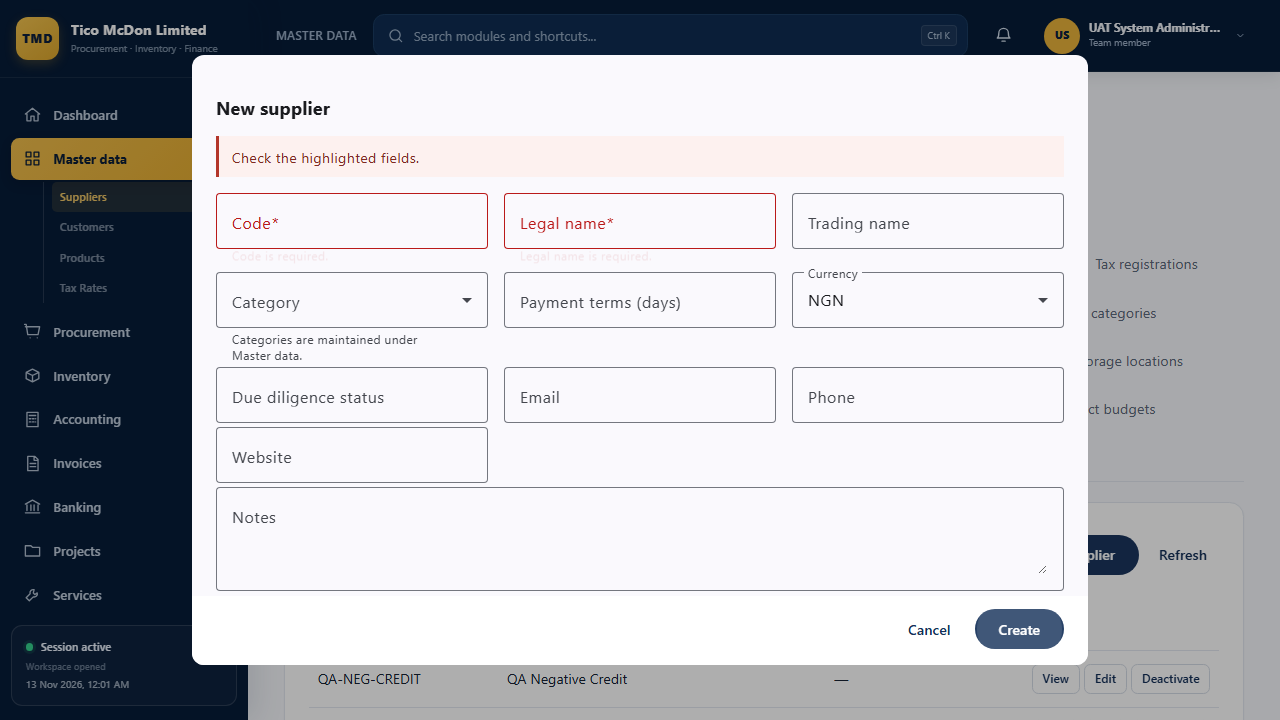 TMD
Tico McDon Limited
Procurement · Inventory · Finance
MASTER DATA
Search modules and shortcuts...
Ctrl K
US
UAT System Administr...
Team member
Dashboard
Master data
Suppliers
Customers
Products
Tax Rates
Procurement
Inventory
Accounting
Invoices
Banking
Projects
Services
Session active
Workspace opened
13 Nov 2026, 12:01 AM
New supplier
Check the highlighted fields.
Code*
Legal name*
Trading name
Code is required.
Legal name is required.
Category
Payment terms (days)
Currency
NGN
Categories are maintained under
Master data.
Due diligence status
Email
Phone
Website
Notes
Cancel
Create
Tax registrations
categories
orage locations
ct budgets
plier
Refresh
QA-NEG-CREDIT
QA Negative Credit
—
View
Edit
Deactivate